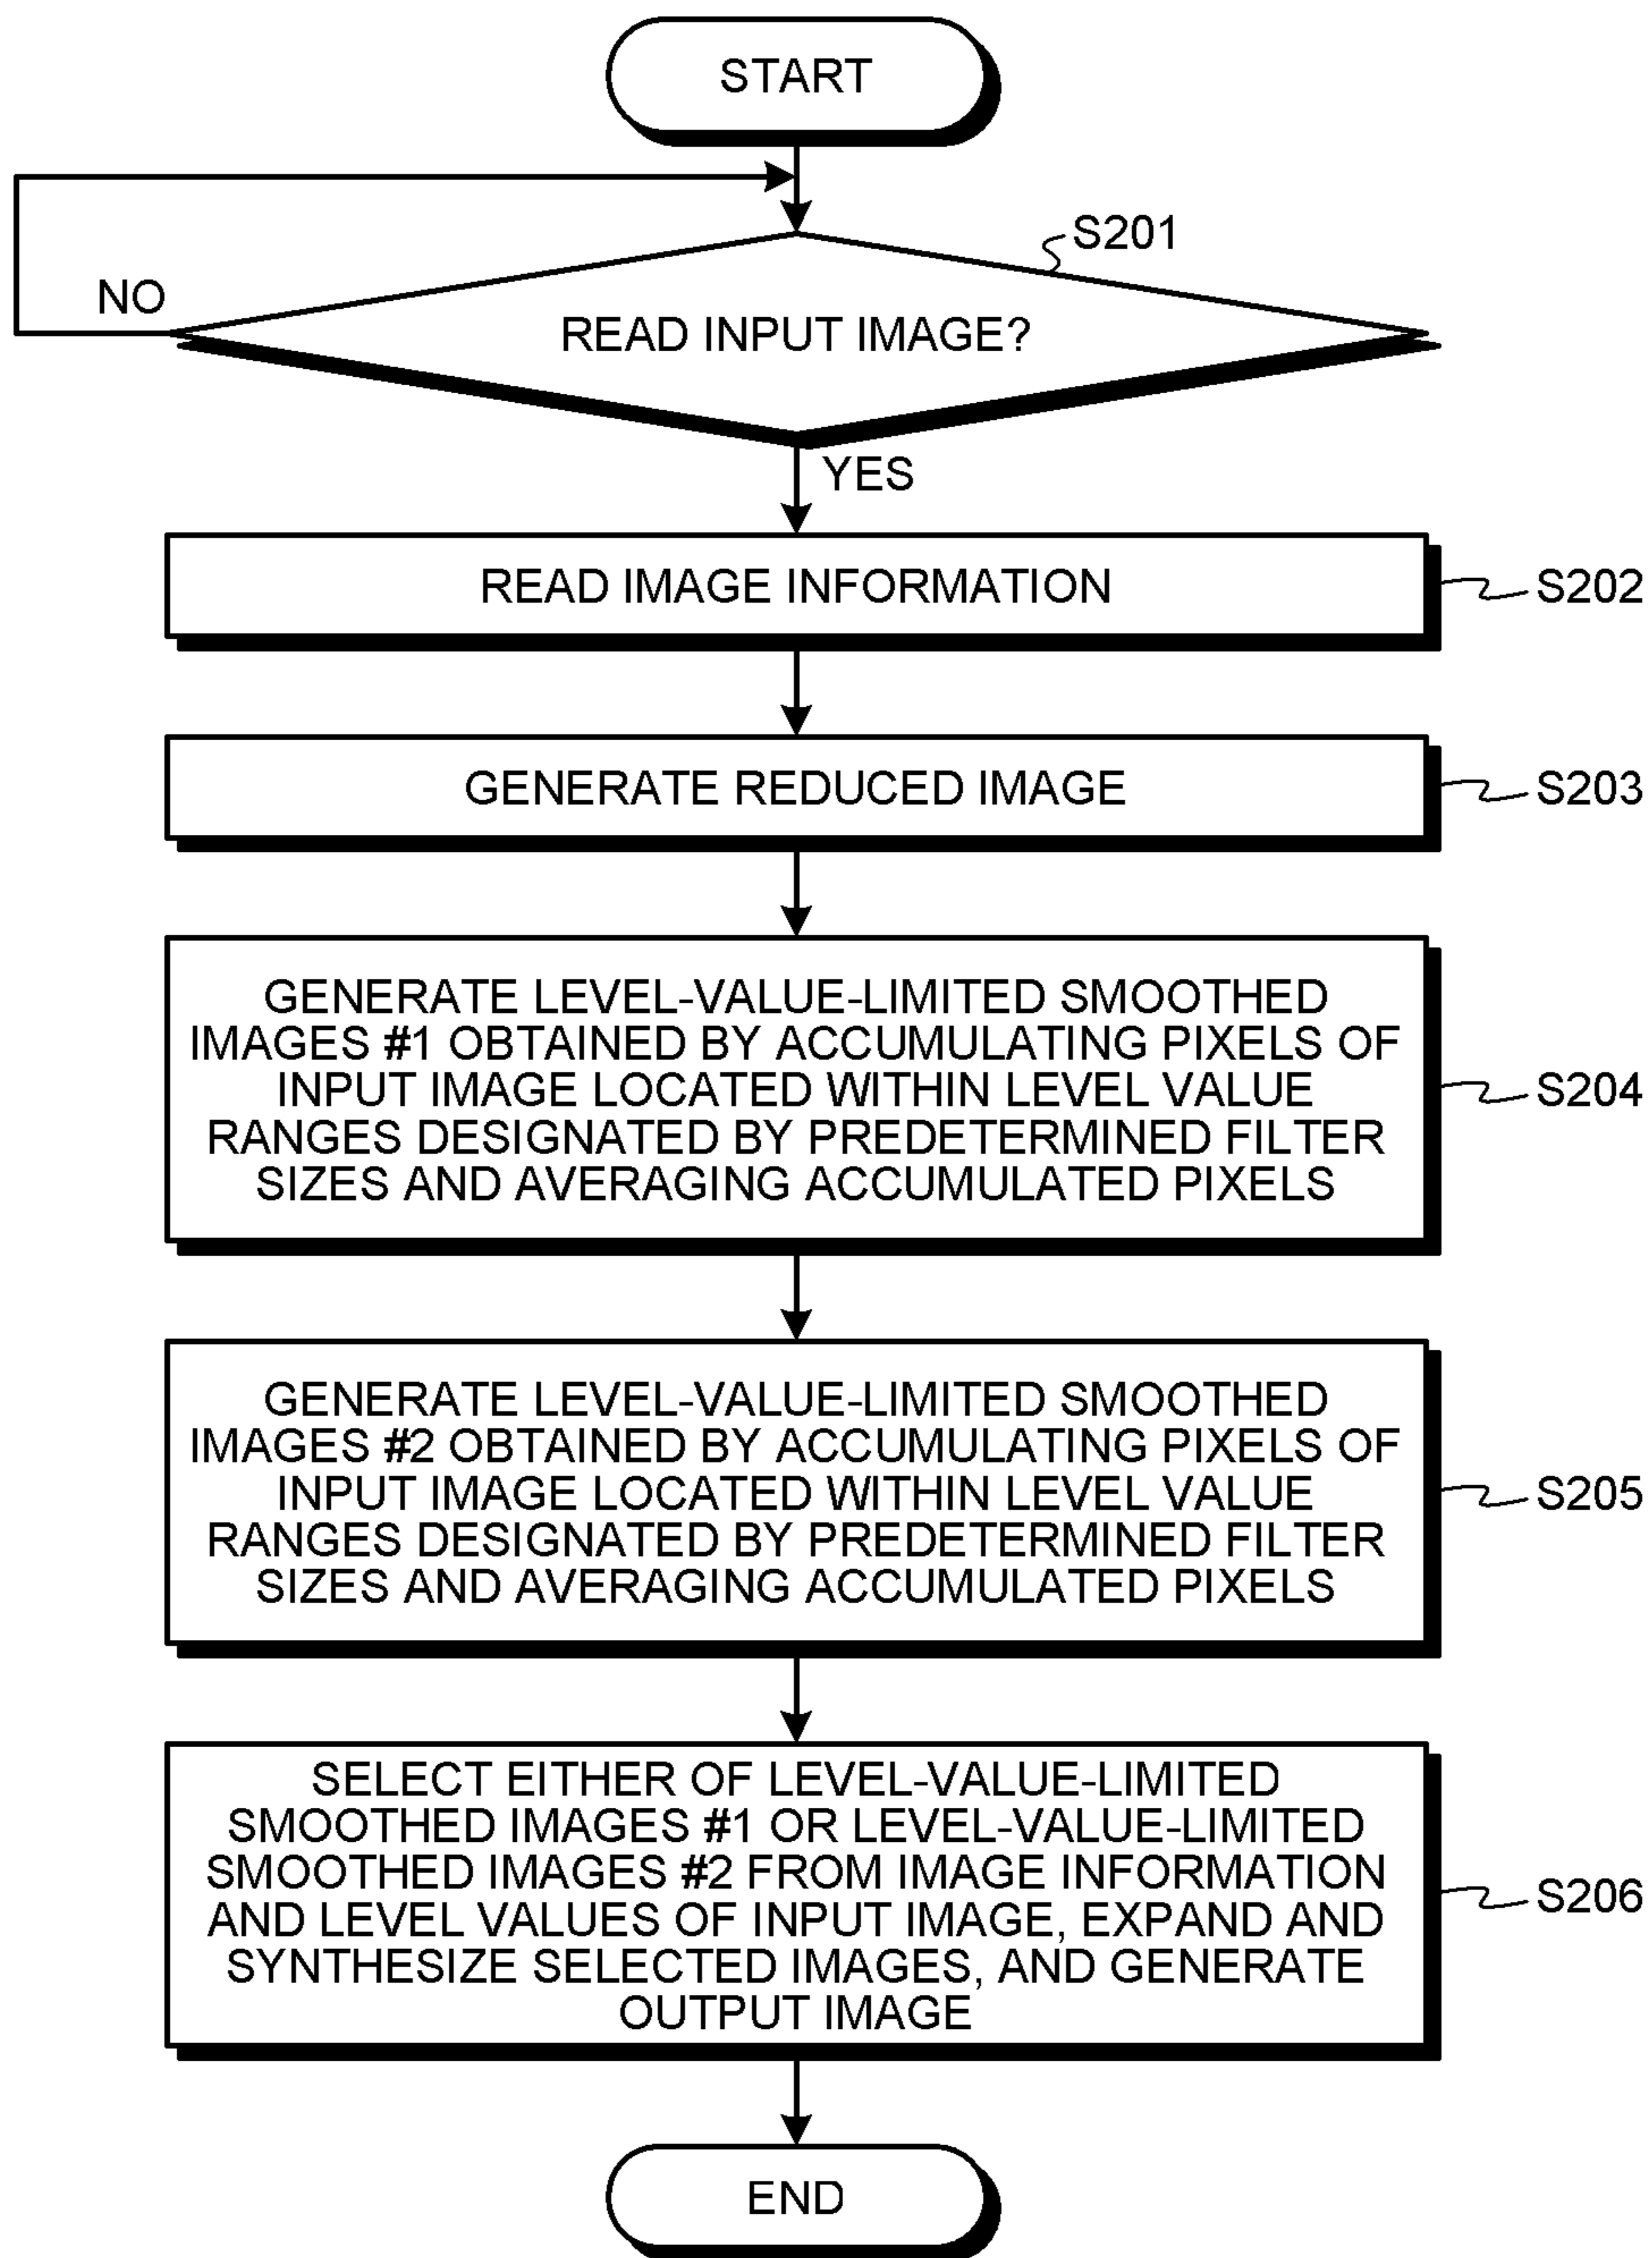 START
S201
NO
READ INPUT IMAGE?
YES
READ IMAGE INFORMATION
S202
GENERATE REDUCED IMAGE
S203
GENERATE LEVEL-VALUE-LIMITED SMOOTHED
IMAGES #1 OBTAINED BY ACCUMULATING PIXELS OF
INPUT IMAGE LOCATED WITHIN LEVEL VALUE
RANGES DESIGNATED BY PREDETERMINED FILTER
SIZES AND AVERAGING ACCUMULATED PIXELS
S204
GENERATE LEVEL-VALUE-LIMITED SMOOTHED
IMAGES #2 OBTAINED BY ACCUMULATING PIXELS OF
INPUT IMAGE LOCATED WITHIN LEVEL VALUE
RANGES DESIGNATED BY PREDETERMINED FILTER
SIZES AND AVERAGING ACCUMULATED PIXELS
S205
SELECT EITHER OF LEVEL-VALUE-LIMITED
SMOOTHED IMAGES #1 OR LEVEL-VALUE-LIMITED
SMOOTHED IMAGES #2 FROM IMAGE INFORMATION
AND LEVEL VALUES OF INPUT IMAGE, EXPAND AND
SYNTHESIZE SELECTED IMAGES, AND GENERATE
OUTPUT IMAGE
S206
END